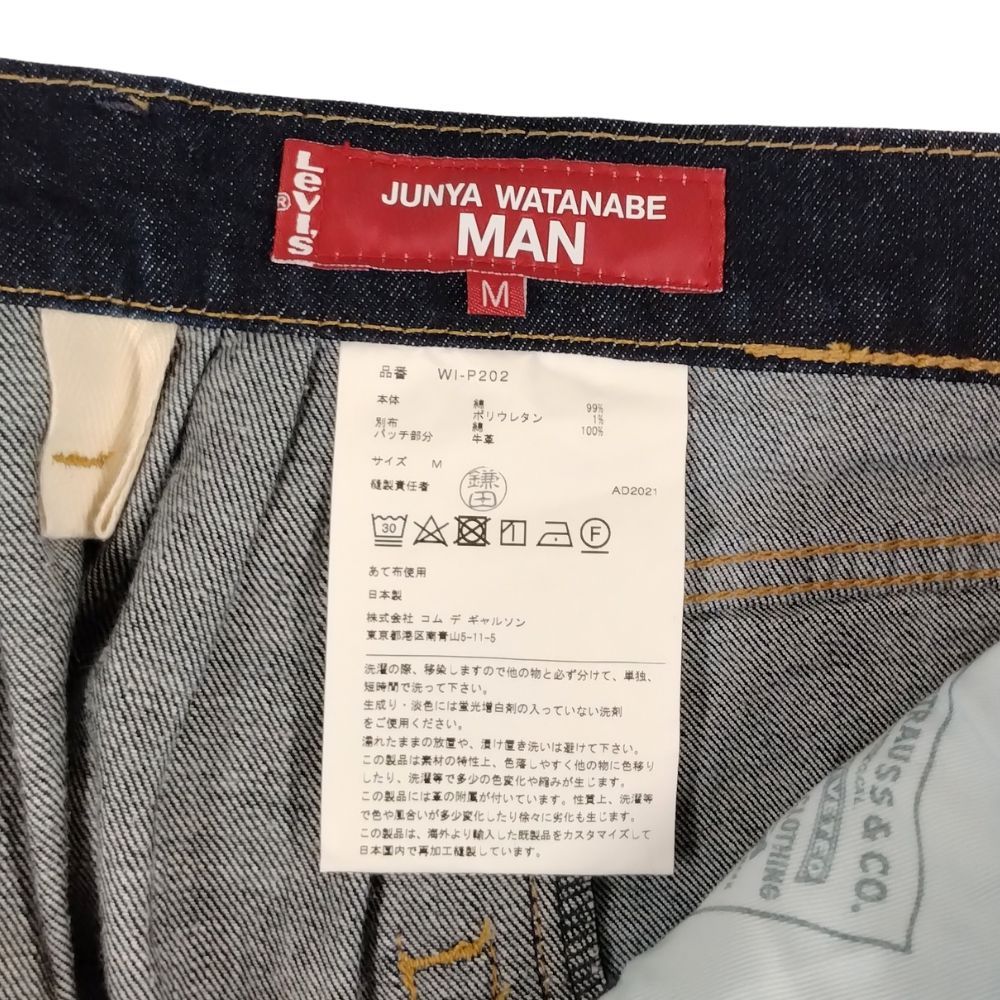 Levi's
®
JUNYA WATANABE
MAN
M
品番 WI-P202
本体 綿 99%
ポリウレタン 1%
別布 綿 100%
パッチ部分 牛革
サイズ M
縫製責任者 鎌田 AD2021
30
F
あて布使用
日本製
株式会社 コム デ ギャルソン
東京都港区南青山5-11-5
洗濯の際、移染しますので他の物と必ず分けて、単独、
短時間で洗って下さい。
生成り・淡色には蛍光増白剤の入っていない洗剤
をご使用ください。
濡れたままの放置や、漬け置き洗いは避けて下さい。
この製品は素材の特性上、色落しやすく他の物に色移り
したり、洗濯等で多少の色変化や縮みが生じます。
この製品には革の附属が付いています。性質上、洗濯等
で色や風合いが多少変化したり徐々に劣化も生じます。
この製品は、海外より輸入した既製品をカスタマイズして
日本国内で再加工縫製しています。
TRAUSS & CO.
LOTHING